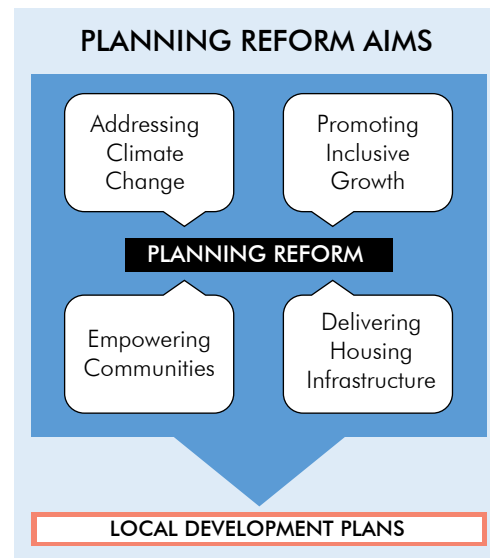 PLANNING REFORM AIMS
Addressing
Climate
Change
Promoting
Inclusive
Growth
PLANNING REFORM
Empowering
Communities
Delivering
Housing
Infrastructure
LOCAL DEVELOPMENT PLANS